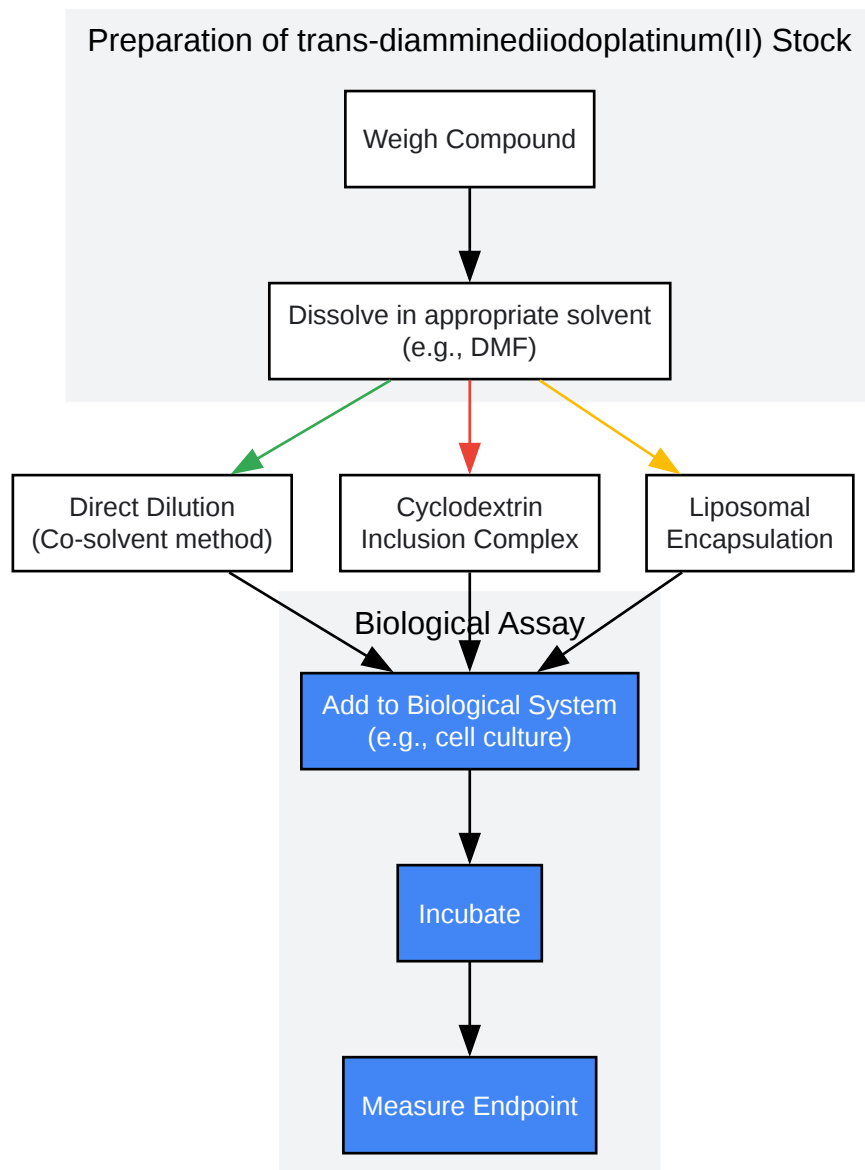 Preparation of trans-diamminediiodoplatinum(II) Stock
Weigh Compound
Dissolve in appropriate solvent
(e.g., DMF)
Direct Dilution
(Co-solvent method)
Cyclodextrin
Inclusion Complex
Liposomal
Encapsulation
Biological Assay
Add to Biological System
(e.g., cell culture)
Incubate
Measure Endpoint